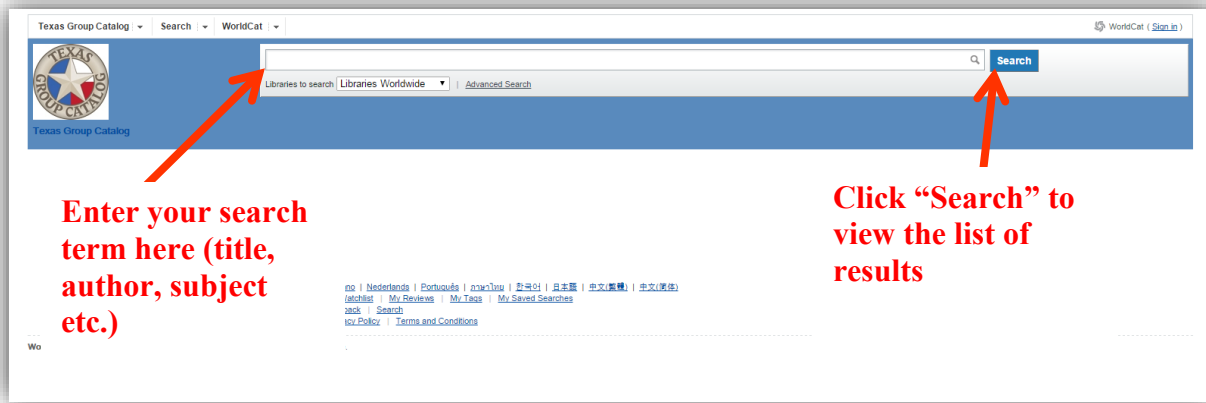 Texas Group Catalog Search WorldCat WorldCat ( Sign in )
TEXAS
GROUP CATALOG
Texas Group Catalog
Search
Libraries to search Libraries Worldwide | Advanced Search
Enter your search
term here (title,
author, subject
etc.)
Click “Search” to
view the list of
results
| Nederlands | Português | ภาษาไทย | 한국어 | 日本語 | 中文(繁體) | 中文(简体)
| My Reviews | My Tags | My Saved Searches
| Search
Policy | Terms and Conditions